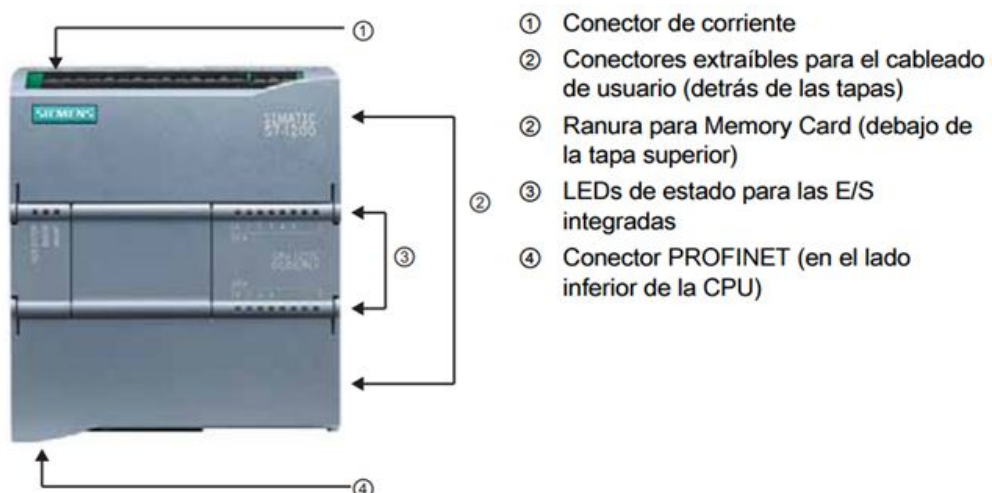 ①
① Conector de corriente
② Conectores extraíbles para el cableado
de usuario (detrás de las tapas)
② Ranura para Memory Card (debajo de
la tapa superior)
③ LEDs de estado para las E/S
integradas
④ Conector PROFINET (en el lado
inferior de la CPU)
SIEMENS
SIMATIC
S7-1200
②
③
④